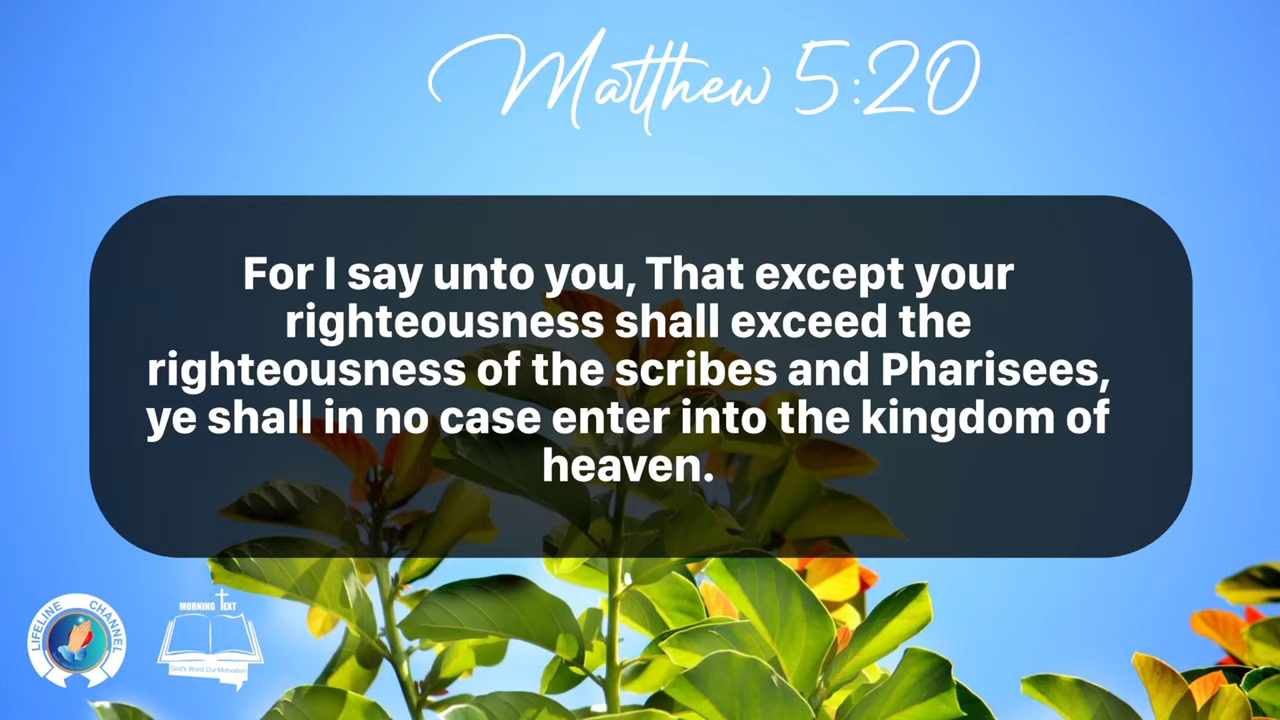 Matthew 5:20
For I say unto you, That except your
righteousness shall exceed the
righteousness of the scribes and Pharisees,
ye shall in no case enter into the kingdom of
heaven.
LIFELINE CHANNEL
MORNING TEXT
God's Word, Our Motivation